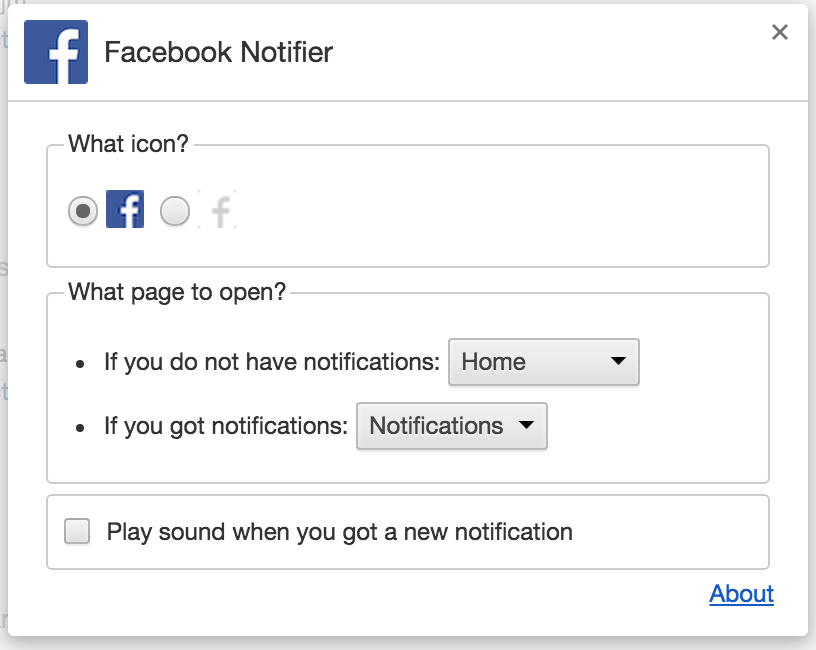 Facebook Notifier
What icon?
What page to open?
If you do not have notifications: Home
If you got notifications: Notifications
Play sound when you got a new notification
About